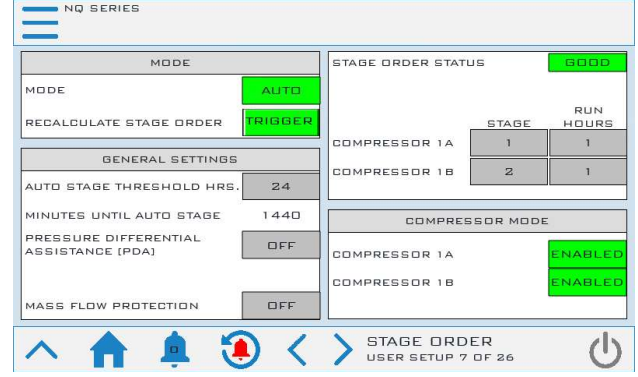 NQ SERIES
MODE
MODE AUTO
RECALCULATE STAGE ORDER TRIGGER
GENERAL SETTINGS
AUTO STAGE THRESHOLD HRS. 24
MINUTES UNTIL AUTO STAGE 1440
PRESSURE DIFFERENTIAL
ASSISTANCE (PDA) OFF
MASS FLOW PROTECTION OFF
STAGE ORDER STATUS GOOD
STAGE RUN
HOURS
COMPRESSOR 1A 1 1
COMPRESSOR 1B 2 1
COMPRESSOR MODE
COMPRESSOR 1A ENABLED
COMPRESSOR 1B ENABLED
0
STAGE ORDER
USER SETUP 7 OF 26